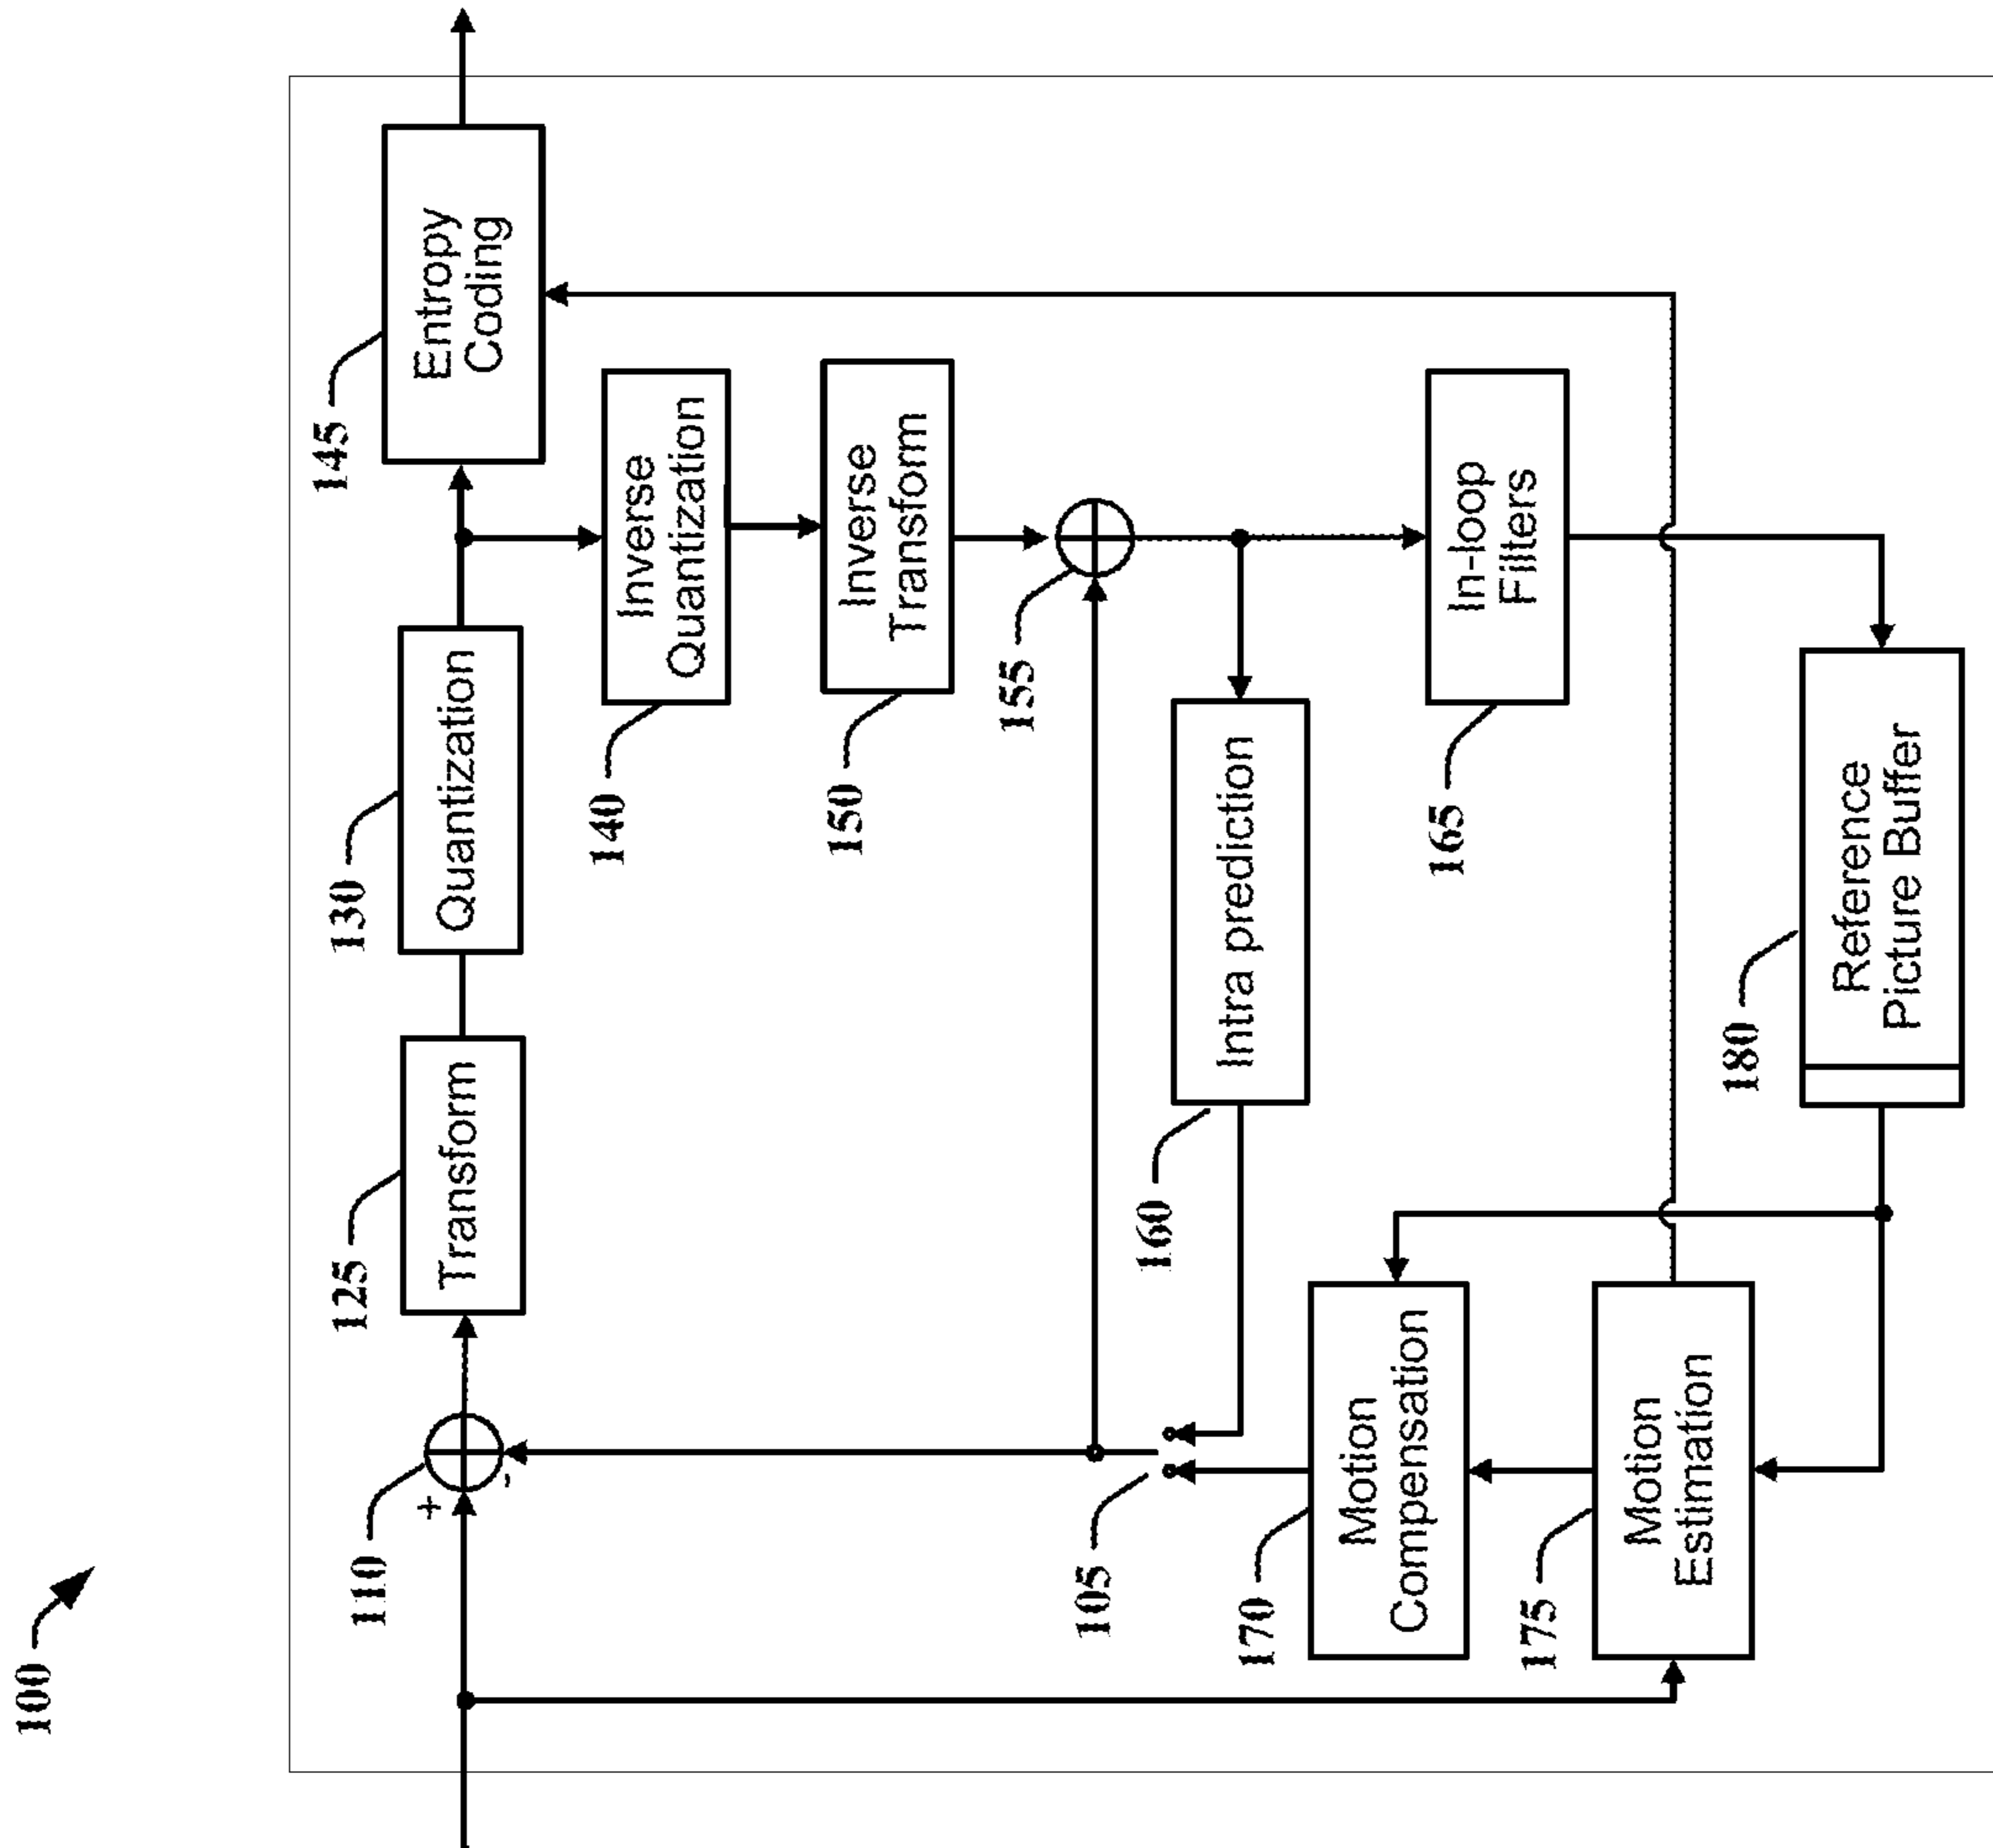 100
110
+
-
125
Transform
130
Quantization
145
Entropy
Coding
140
Inverse
Quantization
150
Inverse
Transform
155
105
160
Intra prediction
165
In-loop
Filters
170
Motion
Compensation
175
Motion
Estimation
180
Reference
Picture Buffer